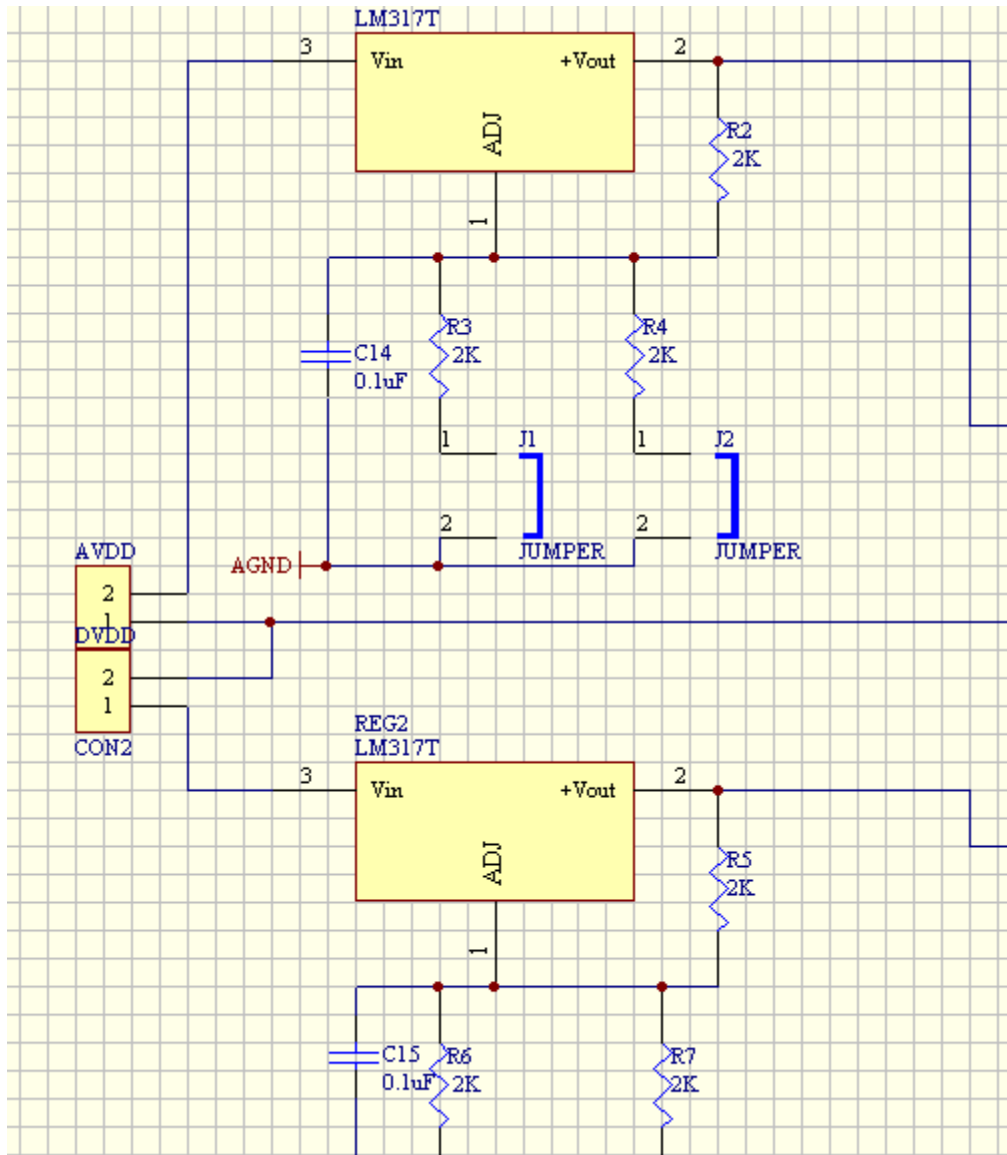 LM317T
3
Vin
+Vout
2
ADJ
1
R2
2K
R3
2K
R4
2K
C14
0.1uF
1
J1
1
J2
2
JUMPER
2
JUMPER
AVDD
AGND
2
1
DVDD
2
1
CON2
REG2
LM317T
3
Vin
+Vout
2
ADJ
1
R5
2K
C15
0.1uF
R6
2K
R7
2K